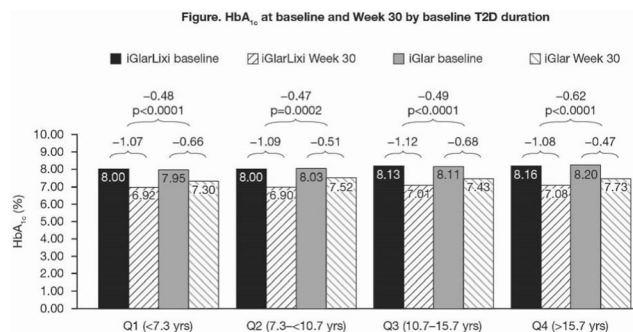 Figure. HbA1c at baseline and Week 30 by baseline T2D duration
iGlarLixi baseline iGlarLixi Week 30 iGlar baseline iGlar Week 30
−0.48 −0.47 −0.49 −0.62
p<0.0001 p=0.0002 p<0.0001 p<0.0001
−1.07 −0.66 −1.09 −0.51 −1.12 −0.68 −1.08 −0.47
HbA1c (%)
10.00
9.00
8.00
7.00
6.00
5.00
4.00
3.00
2.00
1.00
0.00
8.00 6.92 7.95 7.30 8.00 6.90 8.03 7.52 8.13 7.01 8.11 7.43 8.16 7.08 8.20 7.73
Q1 (<7.3 yrs) Q2 (7.3–<10.7 yrs) Q3 (10.7–15.7 yrs) Q4 (>15.7 yrs)